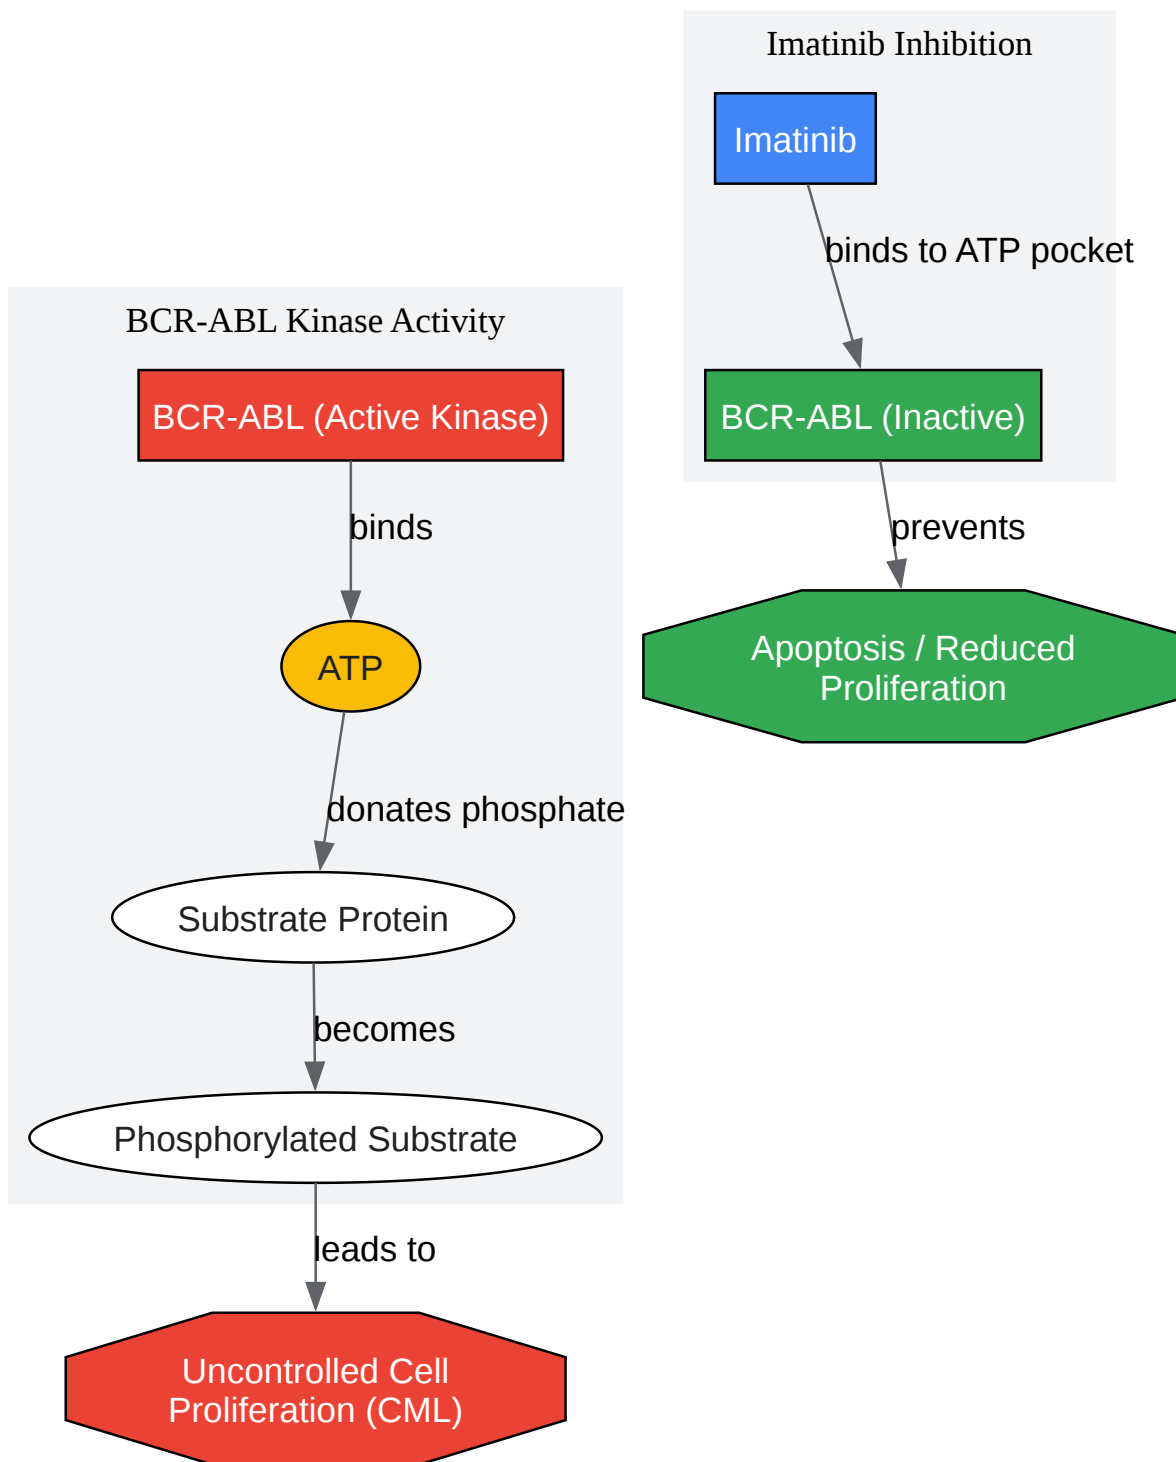 Imatinib Inhibition
Imatinib
binds to ATP pocket
BCR-ABL (Inactive)
prevents
Apoptosis / Reduced
Proliferation
BCR-ABL Kinase Activity
BCR-ABL (Active Kinase)
binds
ATP
donates phosphate
Substrate Protein
becomes
Phosphorylated Substrate
leads to
Uncontrolled Cell
Proliferation (CML)